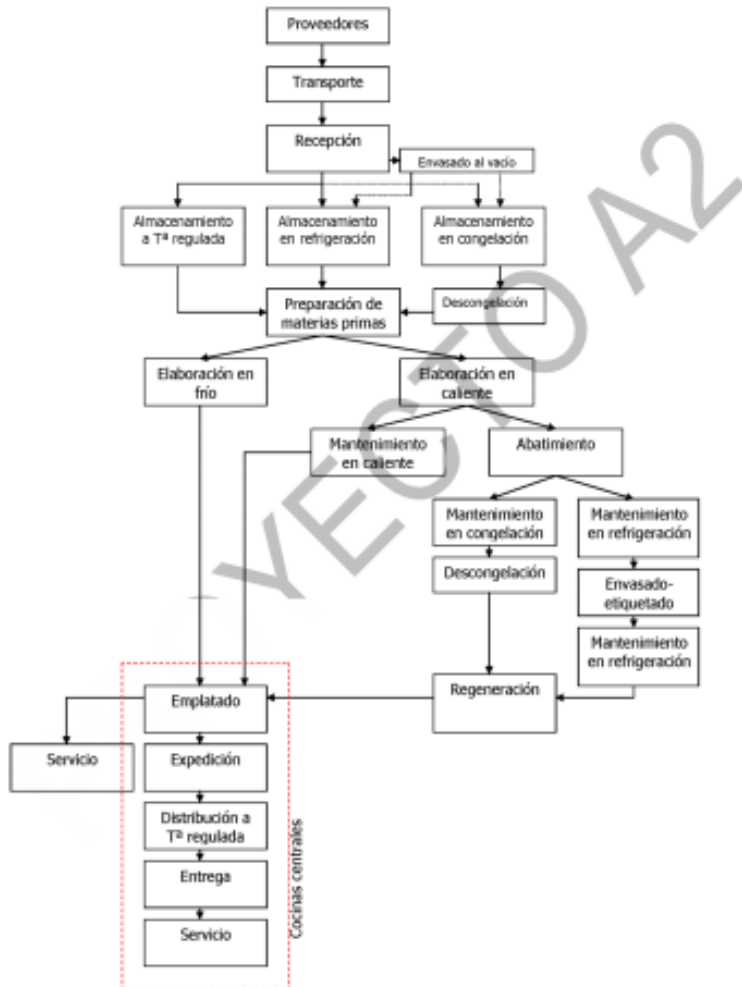 Proveedores
Transporte
Recepción
Envasado al vacío
Almacenamiento
a Tª regulada
Almacenamiento
en refrigeración
Almacenamiento
en congelación
Preparación de
materias primas
Descongelación
Elaboración en
frío
Elaboración en
caliente
Mantenimiento
en caliente
Abatimiento
Mantenimiento
en congelación
Mantenimiento
en refrigeración
Descongelación
Envasado-
etiquetado
Mantenimiento
en refrigeración
Emplatado
Regeneración
Servicio
Expedición
Distribución a
Tª regulada
Entrega
Servicio
Cocinas centrales
YECTO A2